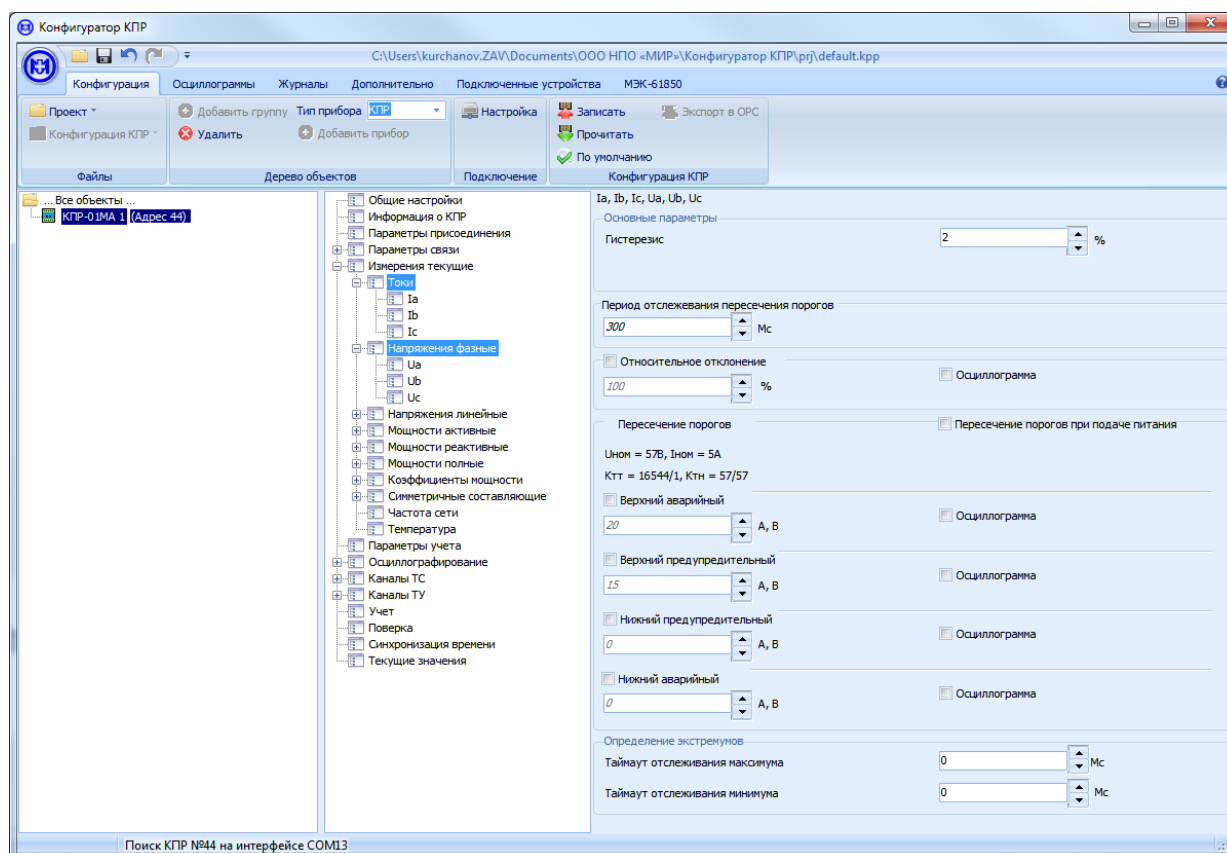 Конфигуратор КПР
C:\Users\kurchanov.ZAV\Documents\ООО НПО «МИР»\Конфигуратор КПР\prj\default.kpp
Конфигурация Осциллограммы Журналы Дополнительно Подключенные устройства МЭК-61850
Проект Добавить группу Тип прибора КПР Настройка Записать Экспорт в OPC
Конфигурация КПР Удалить Добавить прибор Прочитать
По умолчанию
Файлы Дерево объектов Подключение Конфигурация КПР
... Все объекты ...
КПР-01МА 1 (Адрес 44)
Общие настройки
Информация о КПР
Параметры присоединения
Параметры связи
Измерения текущие
Токи
Ia
Ib
Ic
Напряжения фазные
Ua
Ub
Uc
Напряжения линейные
Мощности активные
Мощности реактивные
Мощности полные
Коэффициенты мощности
Симметричные составляющие
Частота сети
Температура
Параметры учета
Осциллографирование
Каналы ТС
Каналы ТУ
Учет
Поверка
Синхронизация времени
Текущие значения
Ia, Ib, Ic, Ua, Ub, Uc
Основные параметры
Гистерезис 2 %
Период отслежевания пересечения порогов
300 Мс
Относительное отклонение
100 % Осциллограмма
Пересечение порогов Пересечение порогов при подаче питания
Uном = 57В, Iном = 5А
Ктт = 16544/1, Ктн = 57/57
Верхний аварийный
20 А, В Осциллограмма
Верхний предупредительный
15 А, В Осциллограмма
Нижний предупредительный
0 А, В Осциллограмма
Нижний аварийный
0 А, В Осциллограмма
Определение экстремумов
Таймаут отслеживания максимума 0 Мс
Таймаут отслеживания минимума 0 Мс
Поиск КПР №44 на интерфейсе COM13